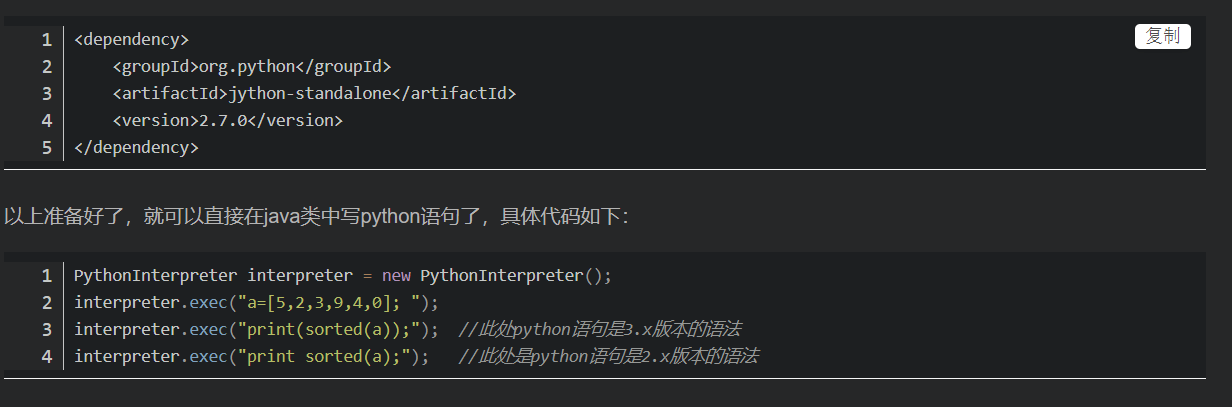 复制
1 <dependency>
2     <groupId>org.python</groupId>
3     <artifactId>jython-standalone</artifactId>
4     <version>2.7.0</version>
5 </dependency>
以上准备好了，就可以直接在java类中写python语句了，具体代码如下：
1 PythonInterpreter interpreter = new PythonInterpreter();
2 interpreter.exec("a=[5,2,3,9,4,0]; ");
3 interpreter.exec("print(sorted(a));");  //此处python语句是3.x版本的语法
4 interpreter.exec("print sorted(a);");   //此处是python语句是2.x版本的语法